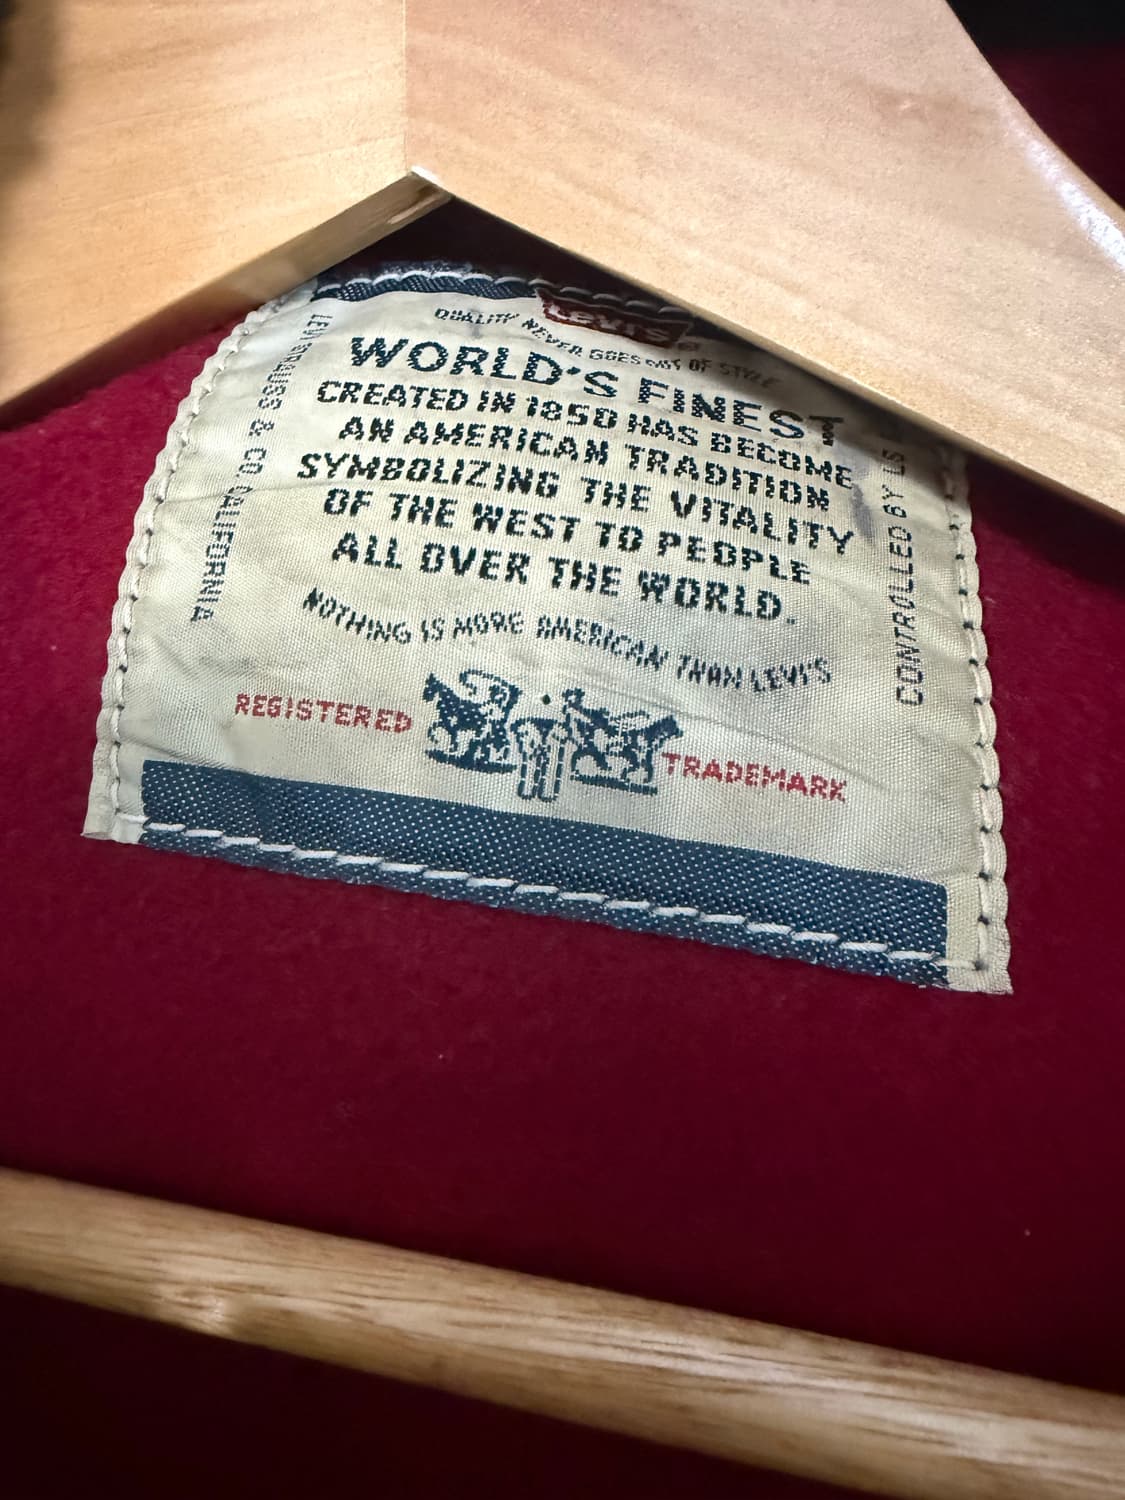 LEVI'S
QUALITY NEVER GOES OUT OF STYLE
WORLD'S FINEST
CREATED IN 1850 HAS BECOME
AN AMERICAN TRADITION
SYMBOLIZING THE VITALITY
OF THE WEST TO PEOPLE
ALL OVER THE WORLD.
NOTHING IS MORE AMERICAN THAN LEVI'S
REGISTERED TRADEMARK
LEVI STRAUSS & CO CALIFORNIA
CONTROLLED BY LS